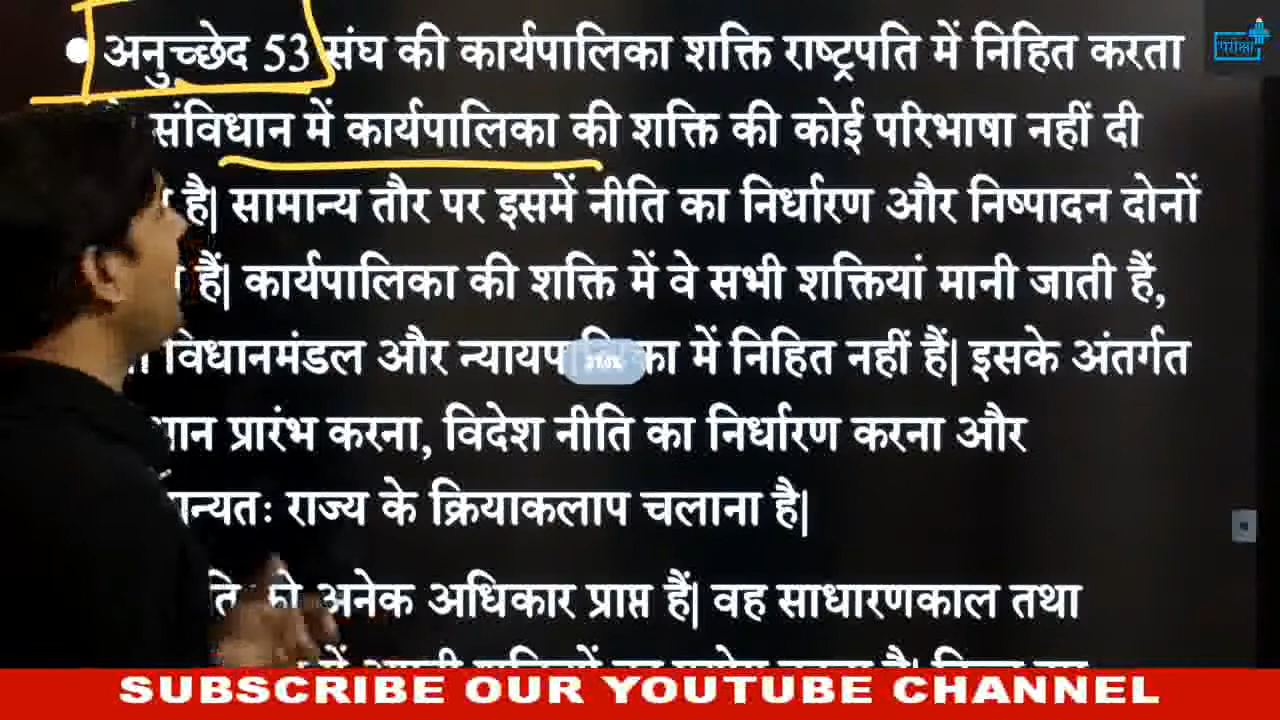 अनुच्छेद 53 संघ की कार्यपालिका शक्ति राष्ट्रपति में निहित करता
संविधान में कार्यपालिका की शक्ति की कोई परिभाषा नहीं दी
है| सामान्य तौर पर इसमें नीति का निर्धारण और निष्पादन दोनों
हैं| कार्यपालिका की शक्ति में वे सभी शक्तियां मानी जाती हैं,
विधानमंडल और में निहित नहीं हैं| इसके अंतर्गत
प्रारंभ करना, विदेश नीति का निर्धारण करना और
राज्य के क्रियाकलाप चलाना है|
अनेक अधिकार प्राप्त हैं| वह साधारणकाल तथा
SUBSCRIBE OUR YOUTUBE CHANNEL
परीक्षा